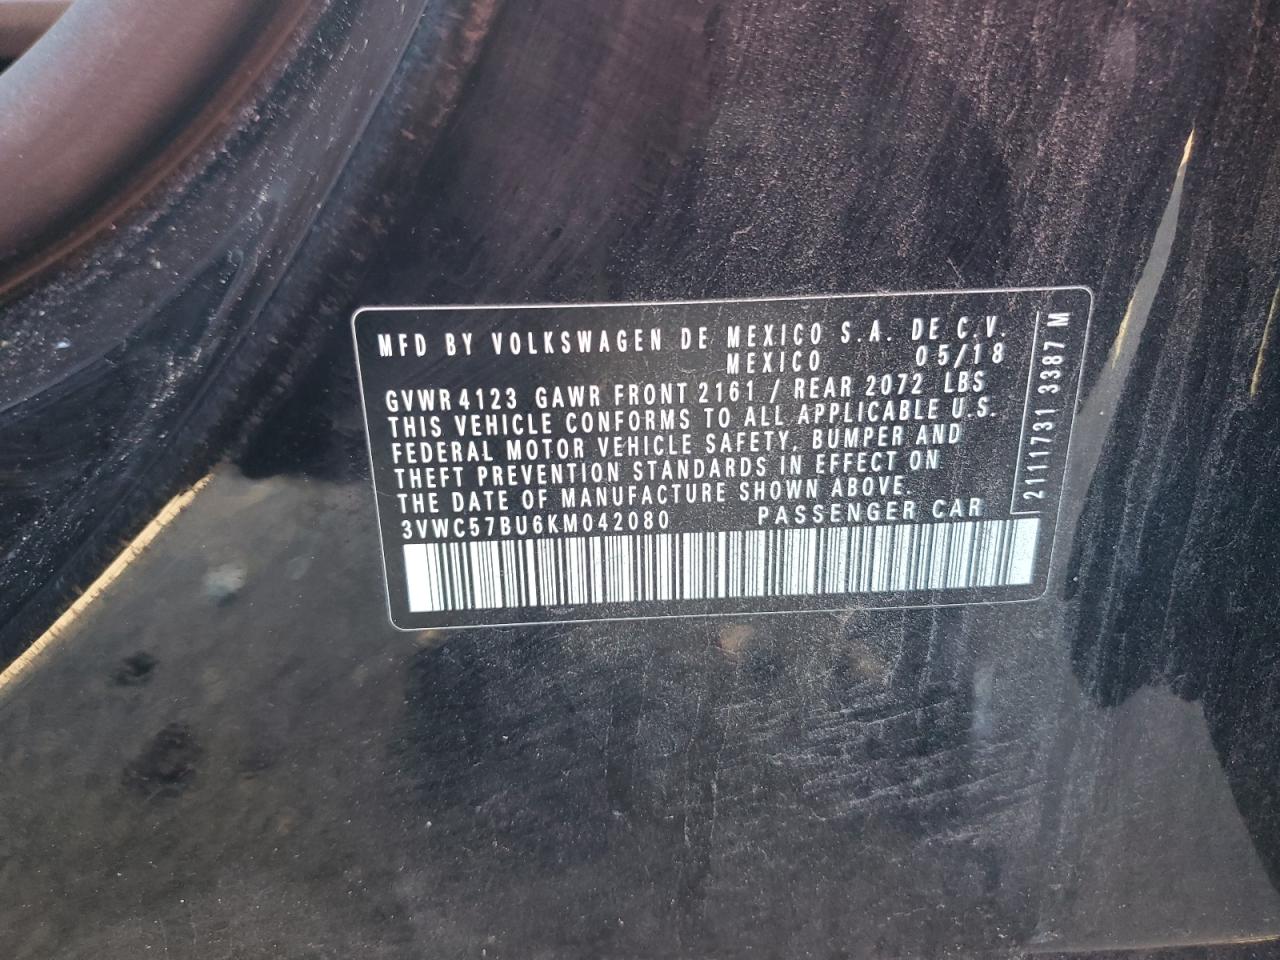 MFD BY VOLKSWAGEN DE MEXICO S.A. DE C.V.
MEXICO 05/18
GVWR 4123 GAWR FRONT 2161 / REAR 2072 LBS
THIS VEHICLE CONFORMS TO ALL APPLICABLE U.S.
FEDERAL MOTOR VEHICLE SAFETY, BUMPER AND
THEFT PREVENTION STANDARDS IN EFFECT ON
THE DATE OF MANUFACTURE SHOWN ABOVE.
3VWC57BU6KM042080 PASSENGER CAR
2111731 3387 M